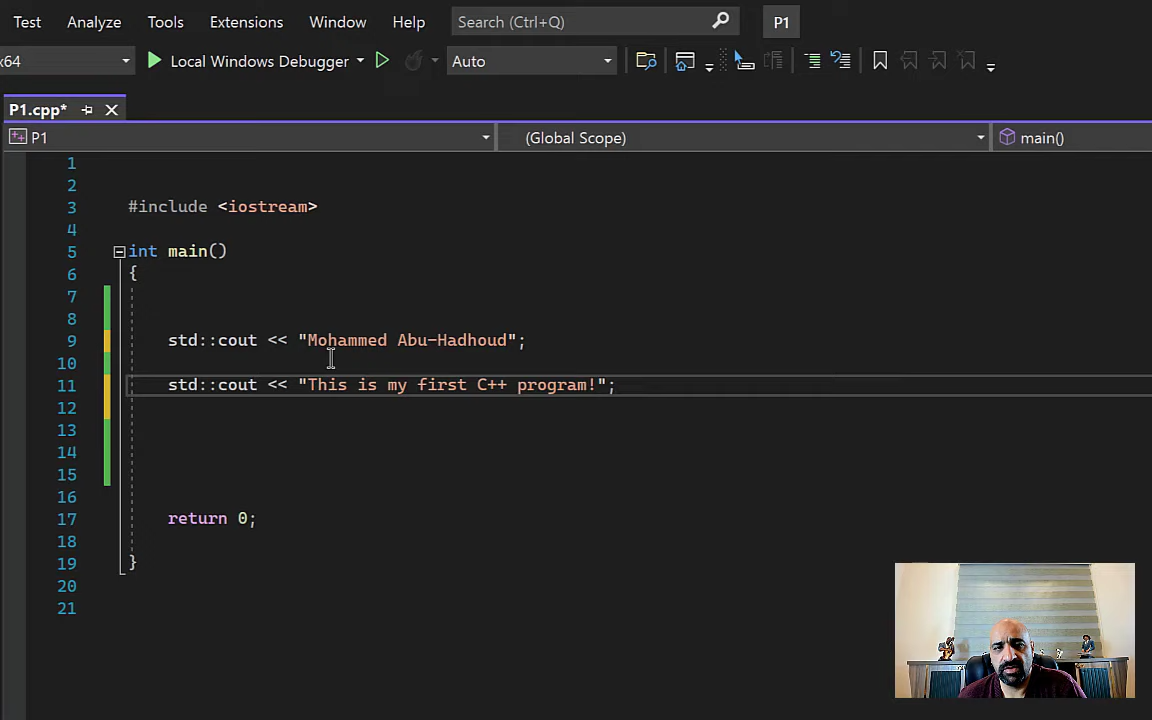 Test Analyze Tools Extensions Window Help Search (Ctrl+Q) P1
x64 Local Windows Debugger Auto
P1.cpp*
P1 (Global Scope) main()
1
2
3 #include <iostream>
4
5 int main()
6 {
7
8
9 std::cout << "Mohammed Abu-Hadhoud";
10
11 std::cout << "This is my first C++ program!";
12
13
14
15
16
17 return 0;
18
19 }
20
21